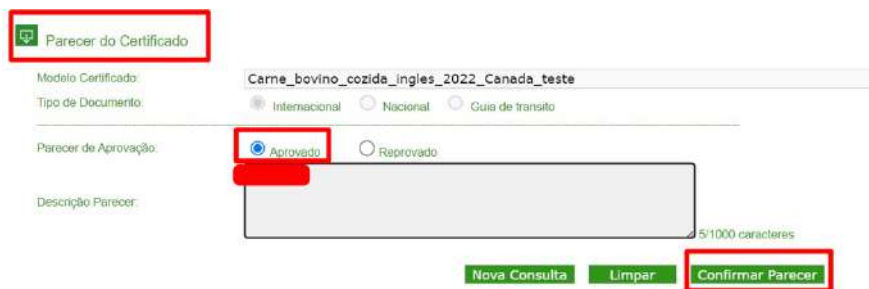 Parecer do Certificado
Modelo Certificado: Carne_bovino_cozida_ingles_2022_Canada_teste
Tipo de Documento: Internacional Nacional Guia de transito
Parecer de Aprovação: Aprovado Reprovado
Descrição Parecer:
5/1000 caracteres
Nova Consulta Limpar Confirmar Parecer